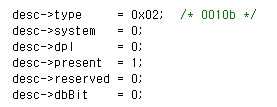 desc->type     = 0x02;  /* 0010b */
desc->system   = 0;
desc->dpl      = 0;
desc->present  = 1;
desc->reserved = 0;
desc->dbBit    = 0;